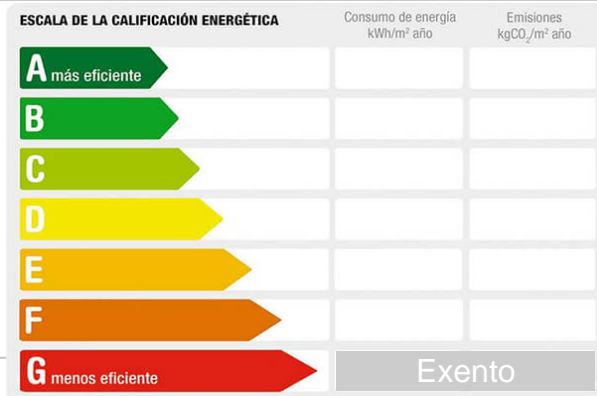 ESCALA DE LA CALIFICACIÓN ENERGÉTICA
Consumo de energía
kWh/m² año
Emisiones
kgCO₂/m² año
A más eficiente
B
C
D
E
F
G menos eficiente
Exento